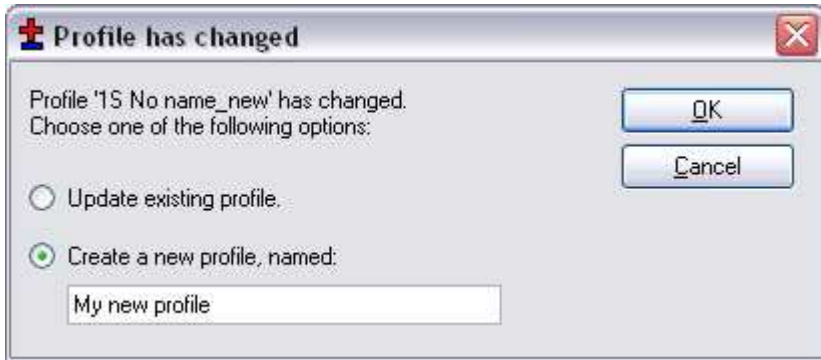 Profile has changed
Profile '1S No name_new' has changed.
Choose one of the following options:
OK
Cancel
Update existing profile.
Create a new profile, named:
My new profile